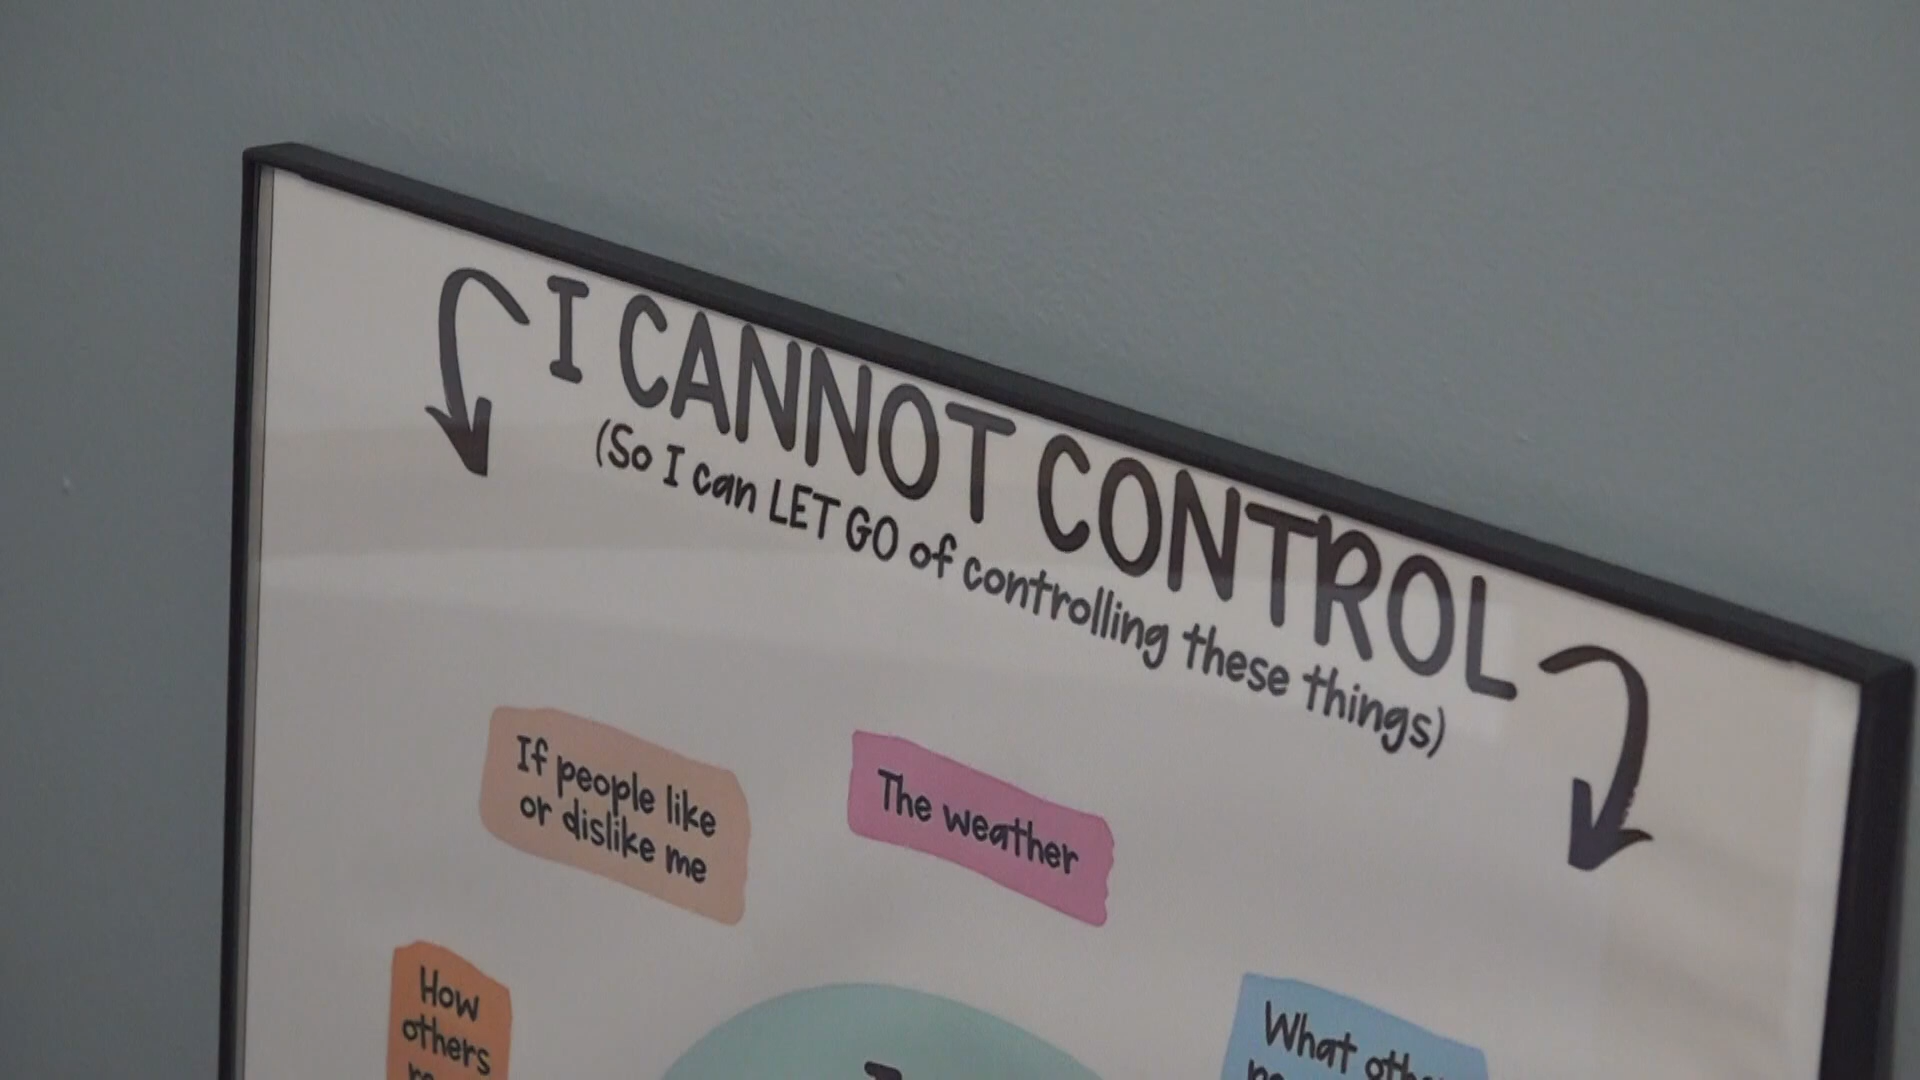 I CANNOT CONTROL
(So I can LET GO of controlling these things)
If people like
or dislike me
The weather
How
others
What